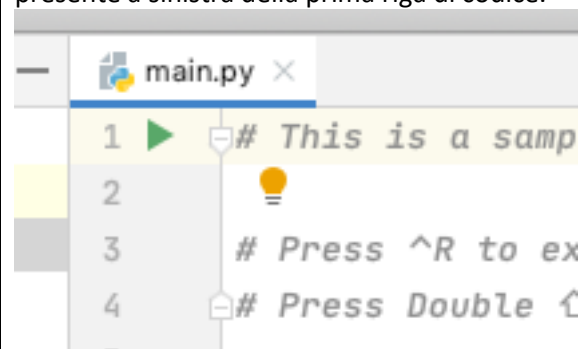 presente a sinistra della prima riga di codice.
main.py
1 # This is a samp
2
3 # Press ^R to ex
4 # Press Double ⇧